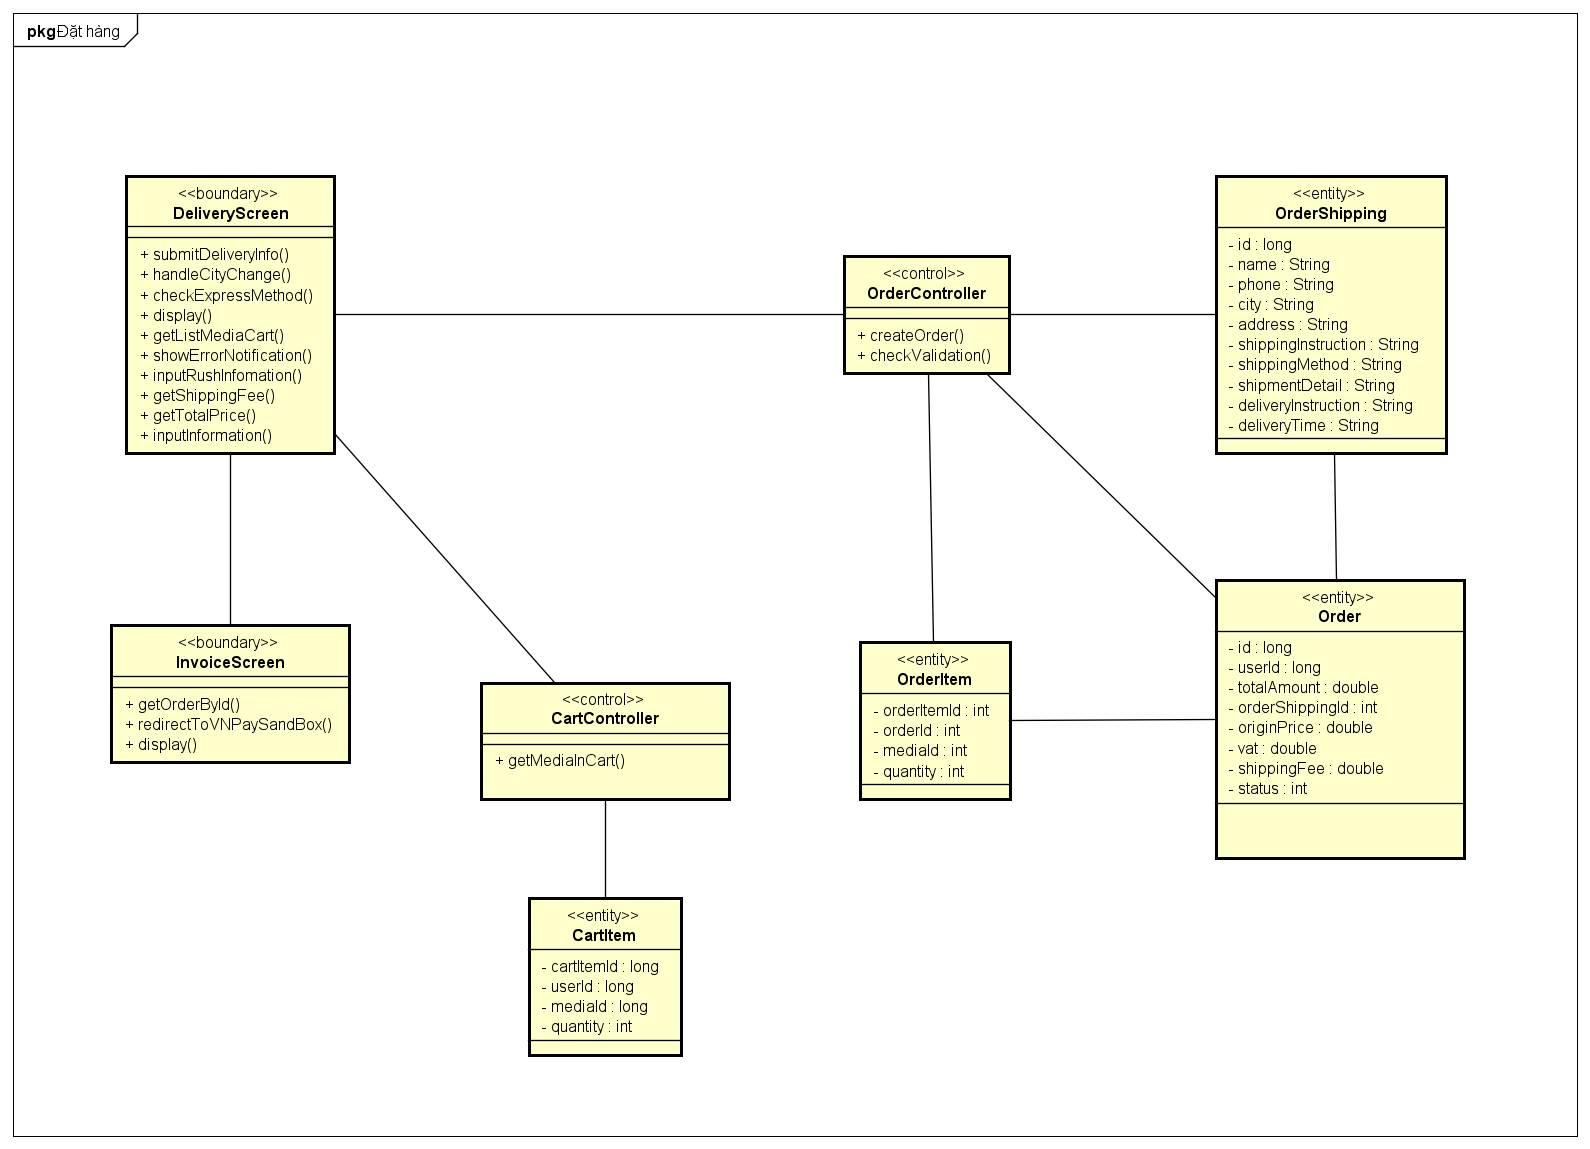 pkg Đặt hàng
<<boundary>>
DeliveryScreen
+ submitDeliveryInfo()
+ handleCityChange()
+ checkExpressMethod()
+ display()
+ getListMediaCart()
+ showErrorNotification()
+ inputRushInfomation()
+ getShippingFee()
+ getTotalPrice()
+ inputInformation()
<<control>>
OrderController
+ createOrder()
+ checkValidation()
<<entity>>
OrderShipping
- id : long
- name : String
- phone : String
- city : String
- address : String
- shippingInstruction : String
- shippingMethod : String
- shipmentDetail : String
- deliveryInstruction : String
- deliveryTime : String
<<boundary>>
InvoiceScreen
+ getOrderById()
+ redirectToVNPaySandBox()
+ display()
<<control>>
CartController
+ getMediaInCart()
<<entity>>
OrderItem
- orderItemId : int
- orderId : int
- mediaId : int
- quantity : int
<<entity>>
Order
- id : long
- userId : long
- totalAmount : double
- orderShippingId : int
- originPrice : double
- vat : double
- shippingFee : double
- status : int
<<entity>>
CartItem
- cartItemId : long
- userId : long
- mediaId : long
- quantity : int